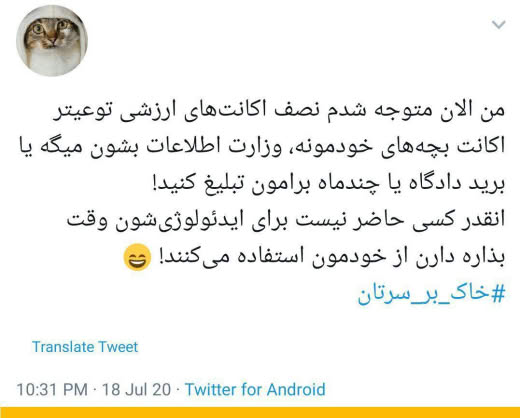 من الان متوجه شدم نصف اکانت‌های ارزشی توعیتر
اکانت بچه‌های خودمونه، وزارت اطلاعات بشون میگه یا
برید دادگاه یا چندماه برامون تبلیغ کنید!
انقدر کسی حاضر نیست برای ایدئولوژی‌شون وقت
بذاره دارن از خودمون استفاده می‌کنند! 😄
#خاک_بر_سرتان
Translate Tweet
10:31 PM · 18 Jul 20 · Twitter for Android